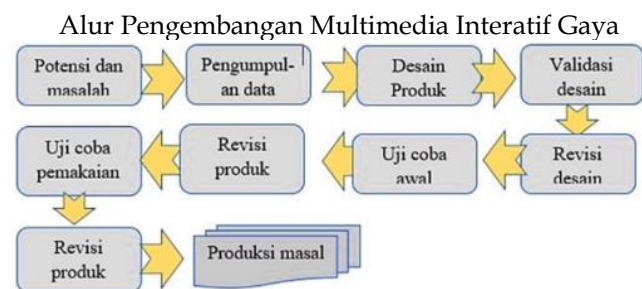 Alur Pengembangan Multimedia Interatif Gaya
Potensi dan
masalah
Pengumpul-
an data
Desain
Produk
Validasi
desain
Revisi
desain
Uji coba
awal
Revisi
produk
Uji coba
pemakaian
Revisi
produk
Produksi masal